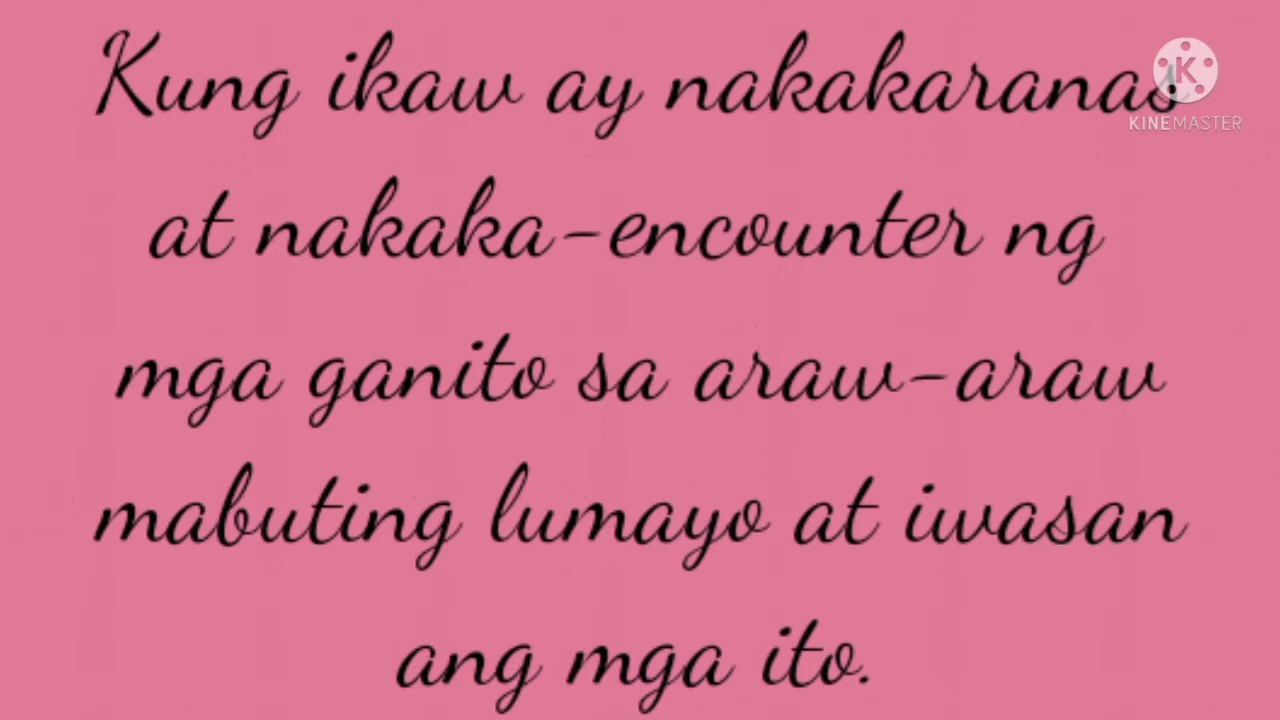 Kung ikaw ay nakakaranas
KINEMASTER
at nakaka-encounter ng
mga ganito sa araw-araw
mabuting lumayo at iwasan
ang mga ito.